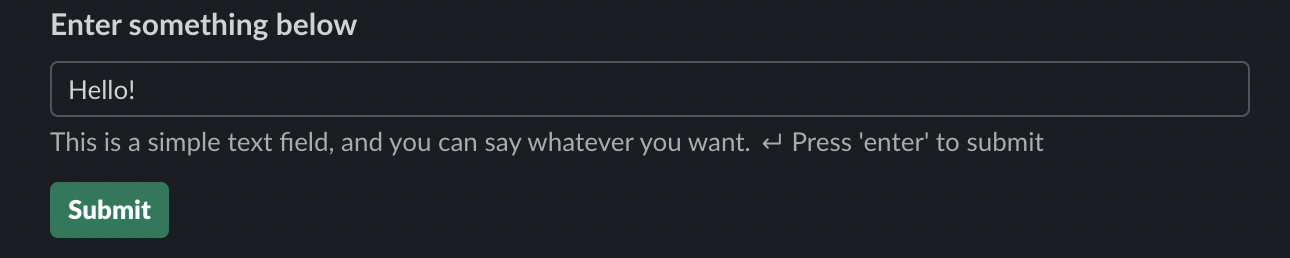 Enter something below
Hello!
This is a simple text field, and you can say whatever you want. ↵ Press 'enter' to submit
Submit